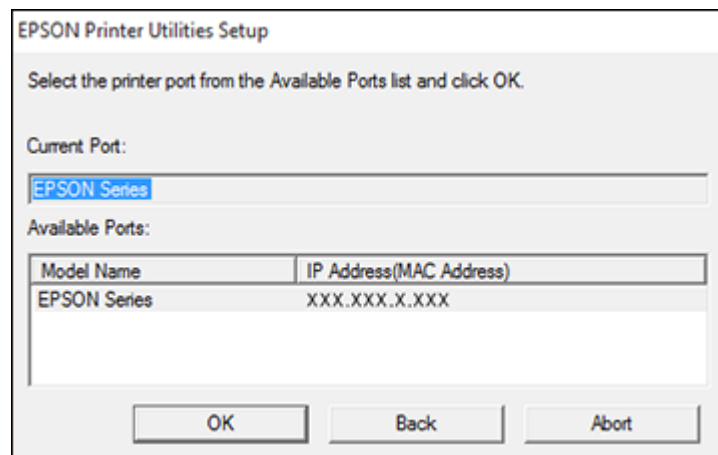 EPSON Printer Utilities Setup
Select the printer port from the Available Ports list and click OK.
Current Port:
EPSON Series
Available Ports:
Model Name IP Address(MAC Address)
EPSON Series XXX.XXX.X.XXX
OK Back Abort